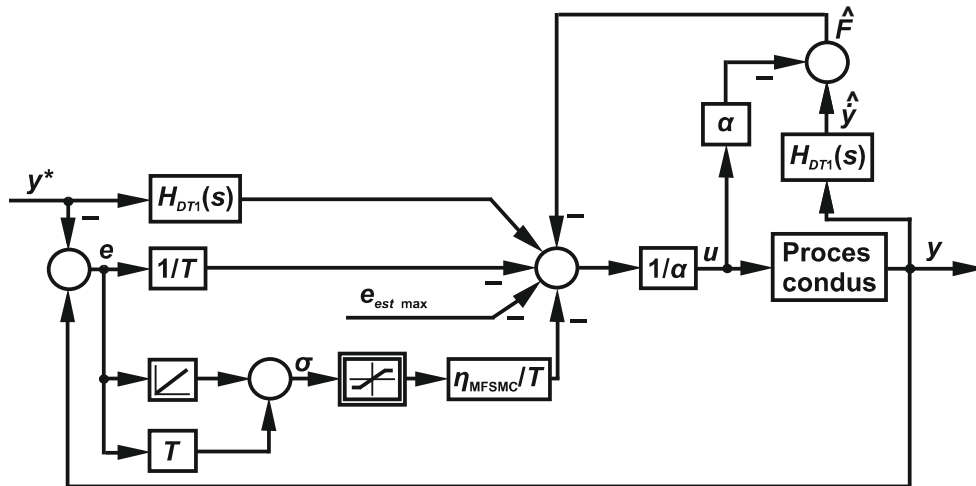 F̂
−
α
ẏ̂
H_DT1(s)
y*
H_DT1(s)
−
−
e
1/T
−
1/α
u
Proces
condus
y
e_est max
−
−
σ
η_MFSMC/T
T